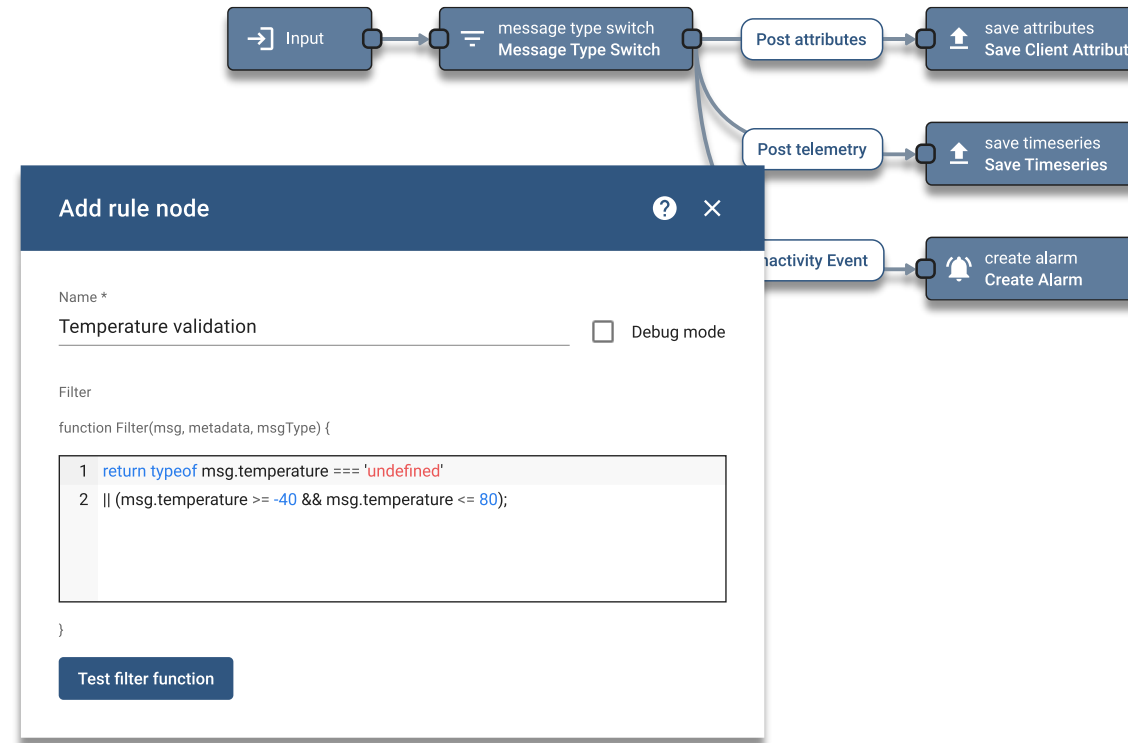 Input
message type switch
Message Type Switch
Post attributes
save attributes
Save Client Attribut
Post telemetry
save timeseries
Save Timeseries
nactivity Event
create alarm
Create Alarm
Add rule node
?
Name *
Temperature validation
Debug mode
Filter
function Filter(msg, metadata, msgType) {
1 return typeof msg.temperature === 'undefined'
2 || (msg.temperature >= -40 && msg.temperature <= 80);
}
Test filter function